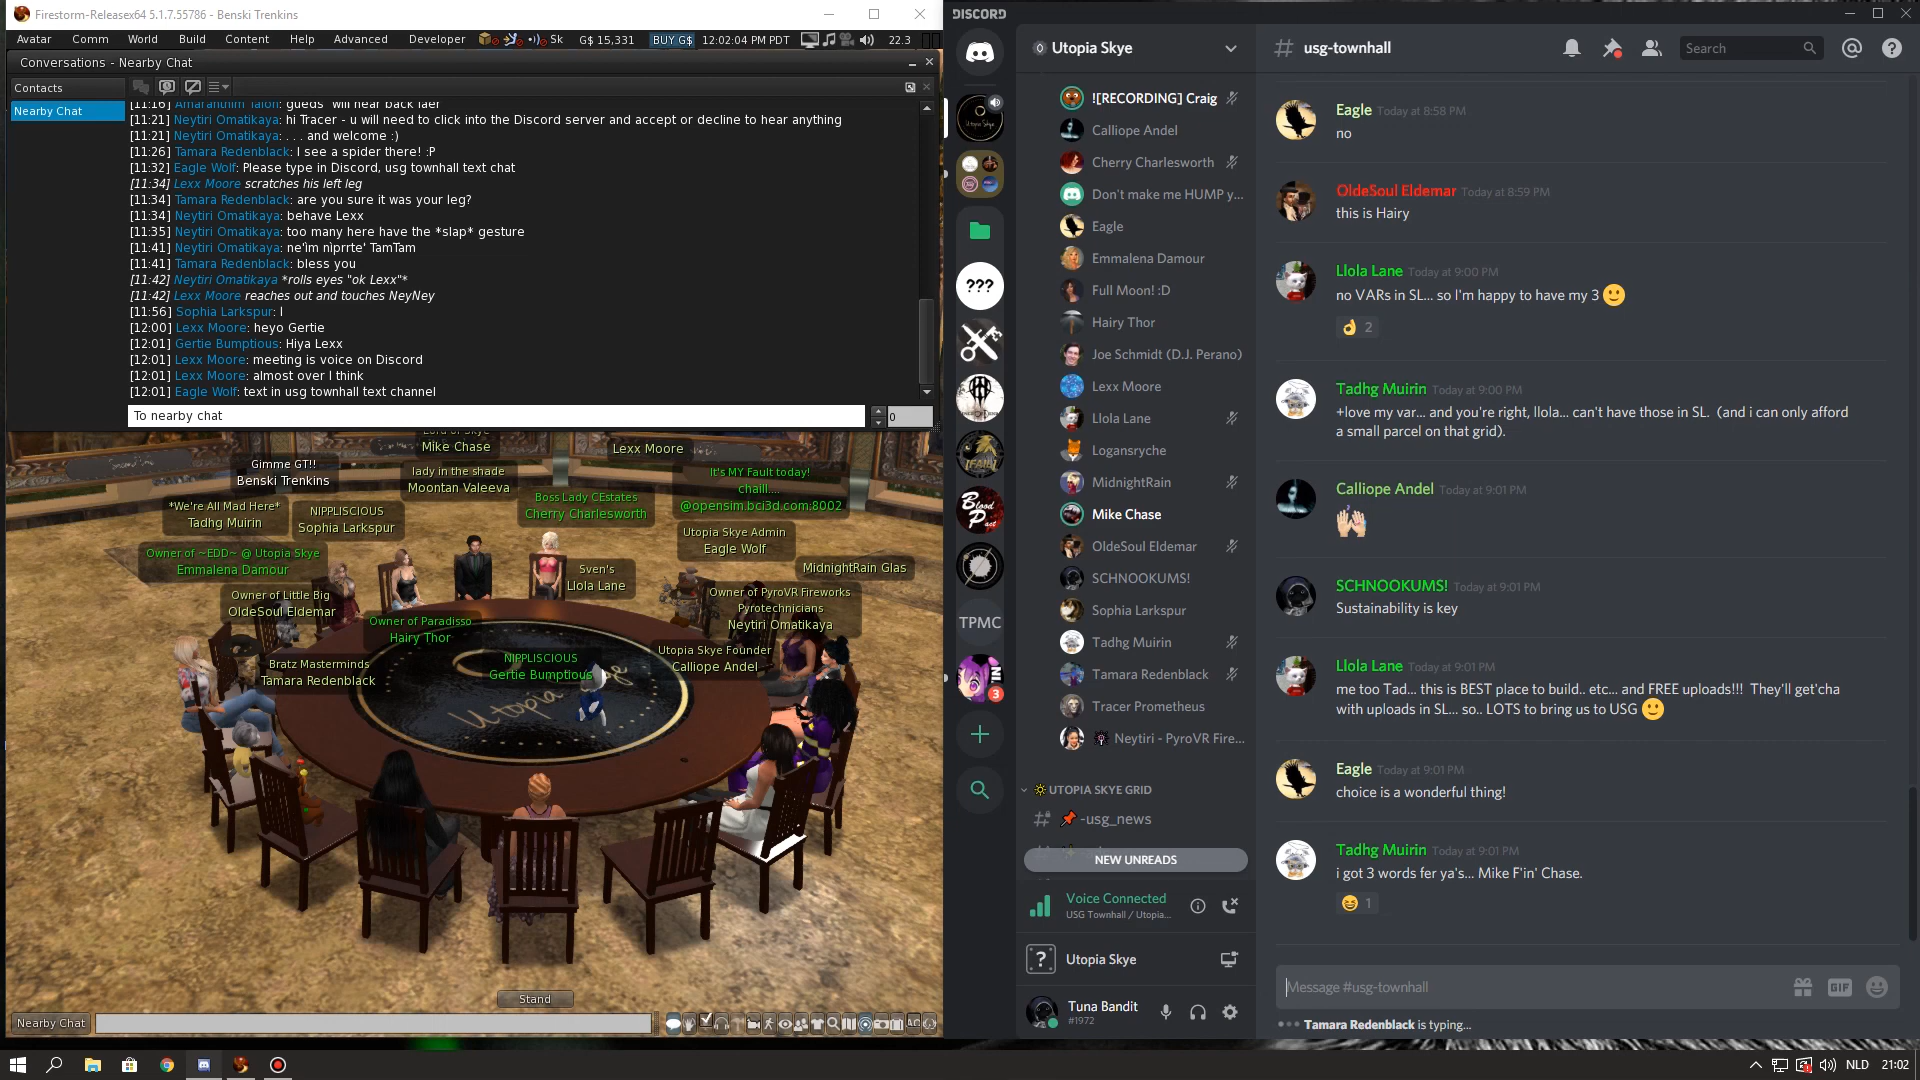 Firestorm-Releasex64 5.1.7.55786 - Benski Trenkins
Avatar Comm World Build Content Help Advanced Developer Sk G$ 15,331 BUY G$ 12:02:04 PM PDT 22.3
Conversations - Nearby Chat
Contacts
Nearby Chat
[11:16] Amaranthim Talon: gueds will hear back laer
[11:21] Neytiri Omatikaya: hi Tracer - u will need to click into the Discord server and accept or decline to hear anything
[11:21] Neytiri Omatikaya: . . . and welcome :)
[11:26] Tamara Redenblack: I see a spider there! :P
[11:32] Eagle Wolf: Please type in Discord, usg townhall text chat
[11:34] Lexx Moore scratches his left leg
[11:34] Tamara Redenblack: are you sure it was your leg?
[11:34] Neytiri Omatikaya: behave Lexx
[11:35] Neytiri Omatikaya: too many here have the *slap* gesture
[11:41] Neytiri Omatikaya: ne'ìm nìprrte' TamTam
[11:41] Tamara Redenblack: bless you
[11:42] Neytiri Omatikaya *rolls eyes "ok Lexx"*
[11:42] Lexx Moore reaches out and touches NeyNey
[11:56] Sophia Larkspur: I
[12:00] Lexx Moore: heyo Gertie
[12:01] Gertie Bumptious: Hiya Lexx
[12:01] Lexx Moore: meeting is voice on Discord
[12:01] Lexx Moore: almost over I think
[12:01] Eagle Wolf: text in usg townhall text channel
To nearby chat
0
Lord of Skye
Mike Chase
Lexx Moore
Gimme GT!!
Benski Trenkins
lady in the shade
Moontan Valeeva
It's MY Fault today!
chaill....
@opensim.bci3d.com:8002
Boss Lady CEstates
Cherry Charlesworth
*We're All Mad Here*
Tadhg Muirin
NIPPLISCIOUS
Sophia Larkspur
Utopia Skye Admin
Eagle Wolf
Owner of ~EDD~ @ Utopia Skye
Emmalena Damour
Sven's
Llola Lane
MidnightRain Glas
Owner of Little Big
OldeSoul Eldemar
Owner of PyroVR Fireworks
Pyrotechnicians
Neytiri Omatikaya
Owner of Paradisso
Hairy Thor
Bratz Masterminds
Tamara Redenblack
NIPPLISCIOUS
Gertie Bumptious
Utopia Skye Founder
Calliope Andel
Utopia Skye
Stand
Nearby Chat
DISCORD
Utopia Skye
???
TPMC
3
Utopia Skye
![RECORDING] Craig
Calliope Andel
Cherry Charlesworth
Don't make me HUMP y...
Eagle
Emmalena Damour
Full Moon! :D
Hairy Thor
Joe Schmidt (D.J. Perano)
Lexx Moore
Llola Lane
Logansryche
MidnightRain
Mike Chase
OldeSoul Eldemar
SCHNOOKUMS!
Sophia Larkspur
Tadhg Muirin
Tamara Redenblack
Tracer Prometheus
Neytiri - PyroVR Fire...
UTOPIA SKYE GRID
-usg_news
NEW UNREADS
Voice Connected
USG Townhall / Utopia...
Utopia Skye
Tuna Bandit
#1972
usg-townhall
Search
Eagle Today at 8:58 PM
no
OldeSoul Eldemar Today at 8:59 PM
this is Hairy
Llola Lane Today at 9:00 PM
no VARs in SL... so I'm happy to have my 3 🙂
👌 2
Tadhg Muirin Today at 9:00 PM
+love my var... and you're right, llola... can't have those in SL. (and i can only afford
a small parcel on that grid).
Calliope Andel Today at 9:01 PM
SCHNOOKUMS! Today at 9:01 PM
Sustainability is key
Llola Lane Today at 9:01 PM
me too Tad... this is BEST place to build.. etc... and FREE uploads!!! They'll get'cha
with uploads in SL... so.. LOTS to bring us to USG 🙂
Eagle Today at 9:01 PM
choice is a wonderful thing!
Tadhg Muirin Today at 9:01 PM
i got 3 words fer ya's... Mike F'in' Chase.
😆 1
Message #usg-townhall
GIF
Tamara Redenblack is typing...
NLD 21:02